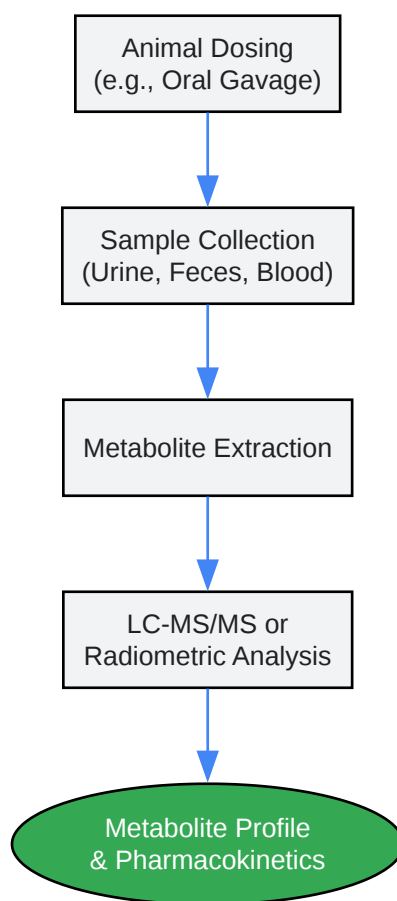 Animal Dosing
(e.g., Oral Gavage)
Sample Collection
(Urine, Feces, Blood)
Metabolite Extraction
LC-MS/MS or
Radiometric Analysis
Metabolite Profile
& Pharmacokinetics